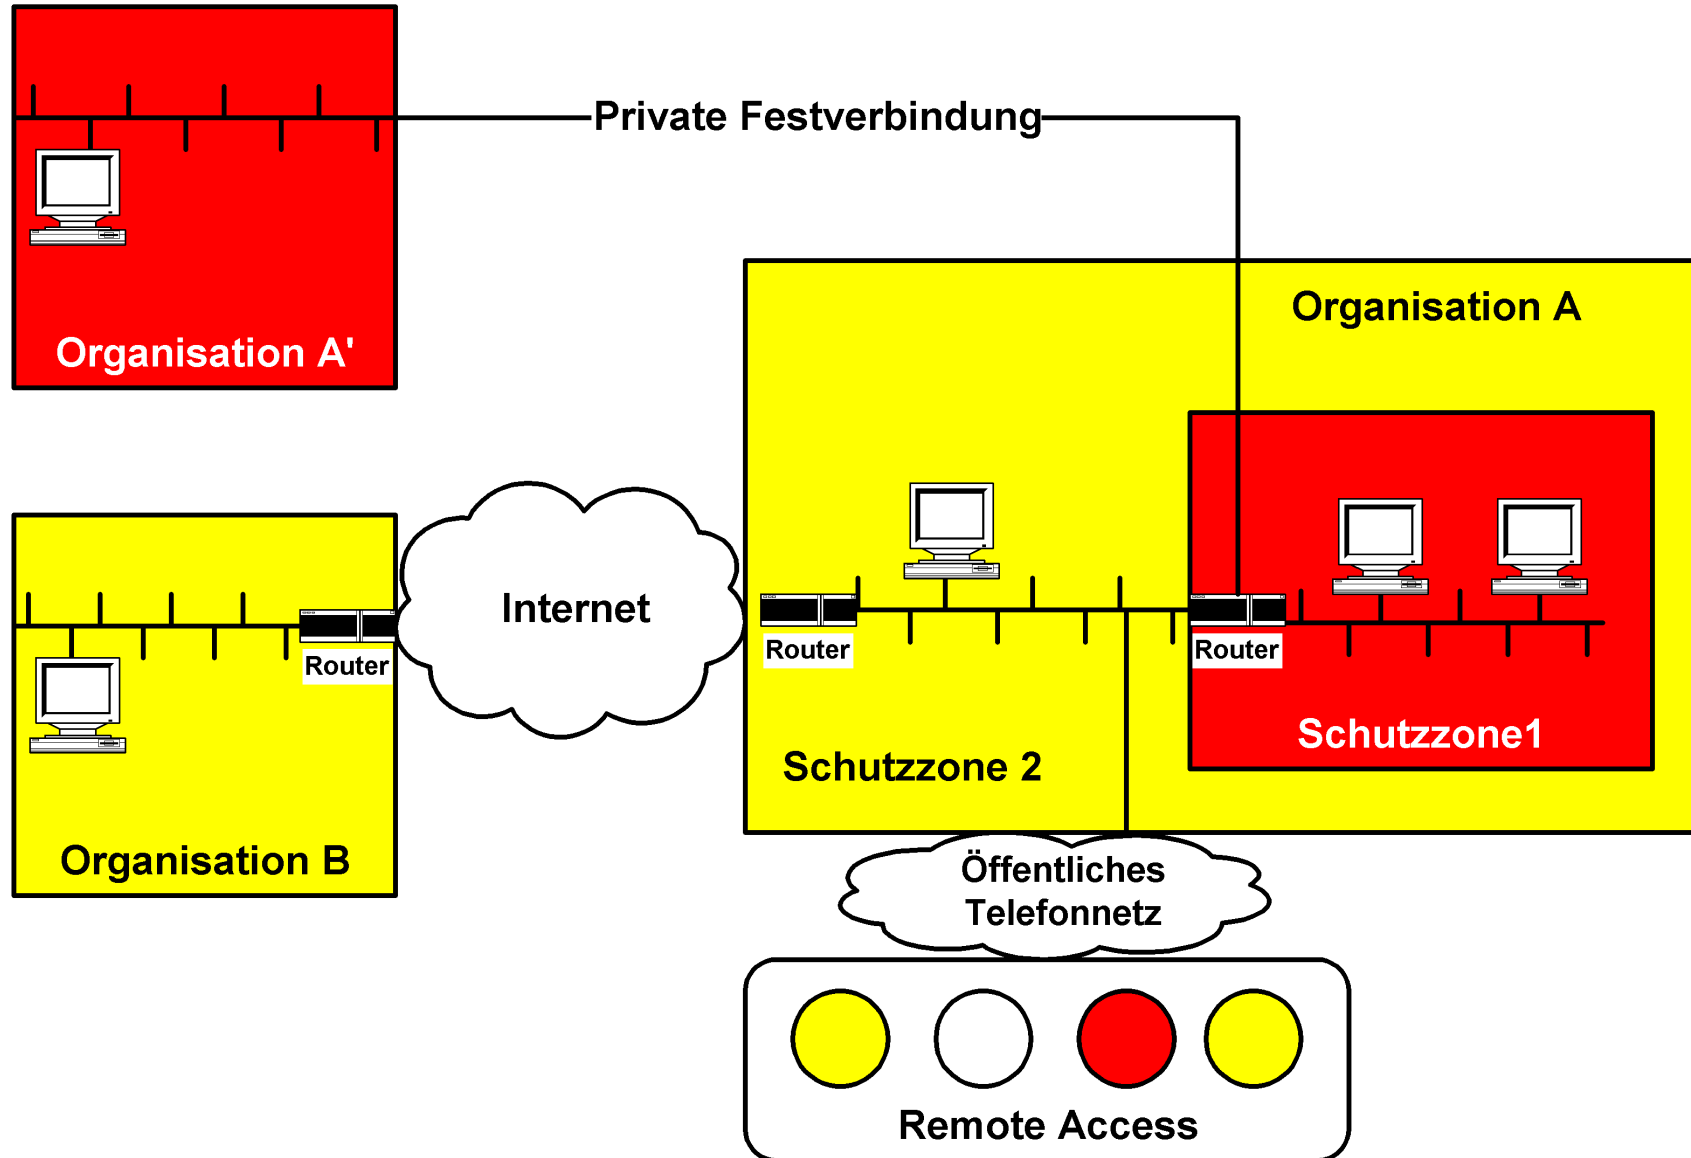 Private Festverbindung
Organisation A
Organisation A'
Internet
Router
Router
Router
Schutzzone1
Schutzzone 2
Organisation B
Öffentliches
Telefonnetz
Remote Access